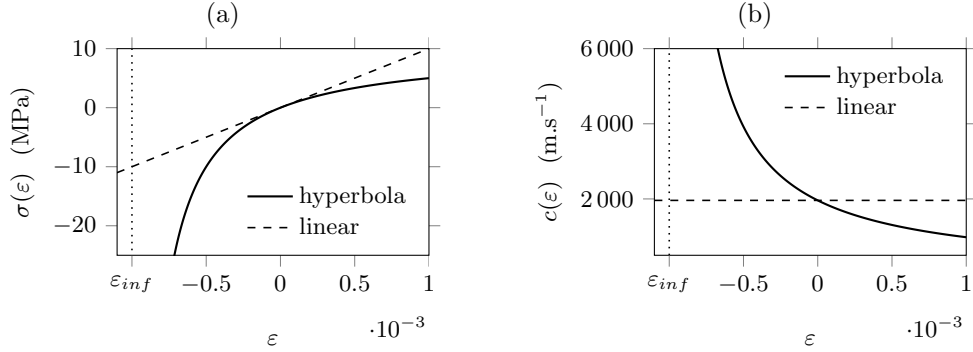 (a)
10
0
−10
−20
σ(ε) (MPa)
hyperbola
linear
ε_inf −0.5 0 0.5 1
·10⁻³
ε
(b)
6 000
4 000
2 000
c(ε) (m.s⁻¹)
hyperbola
linear
ε_inf −0.5 0 0.5 1
·10⁻³
ε